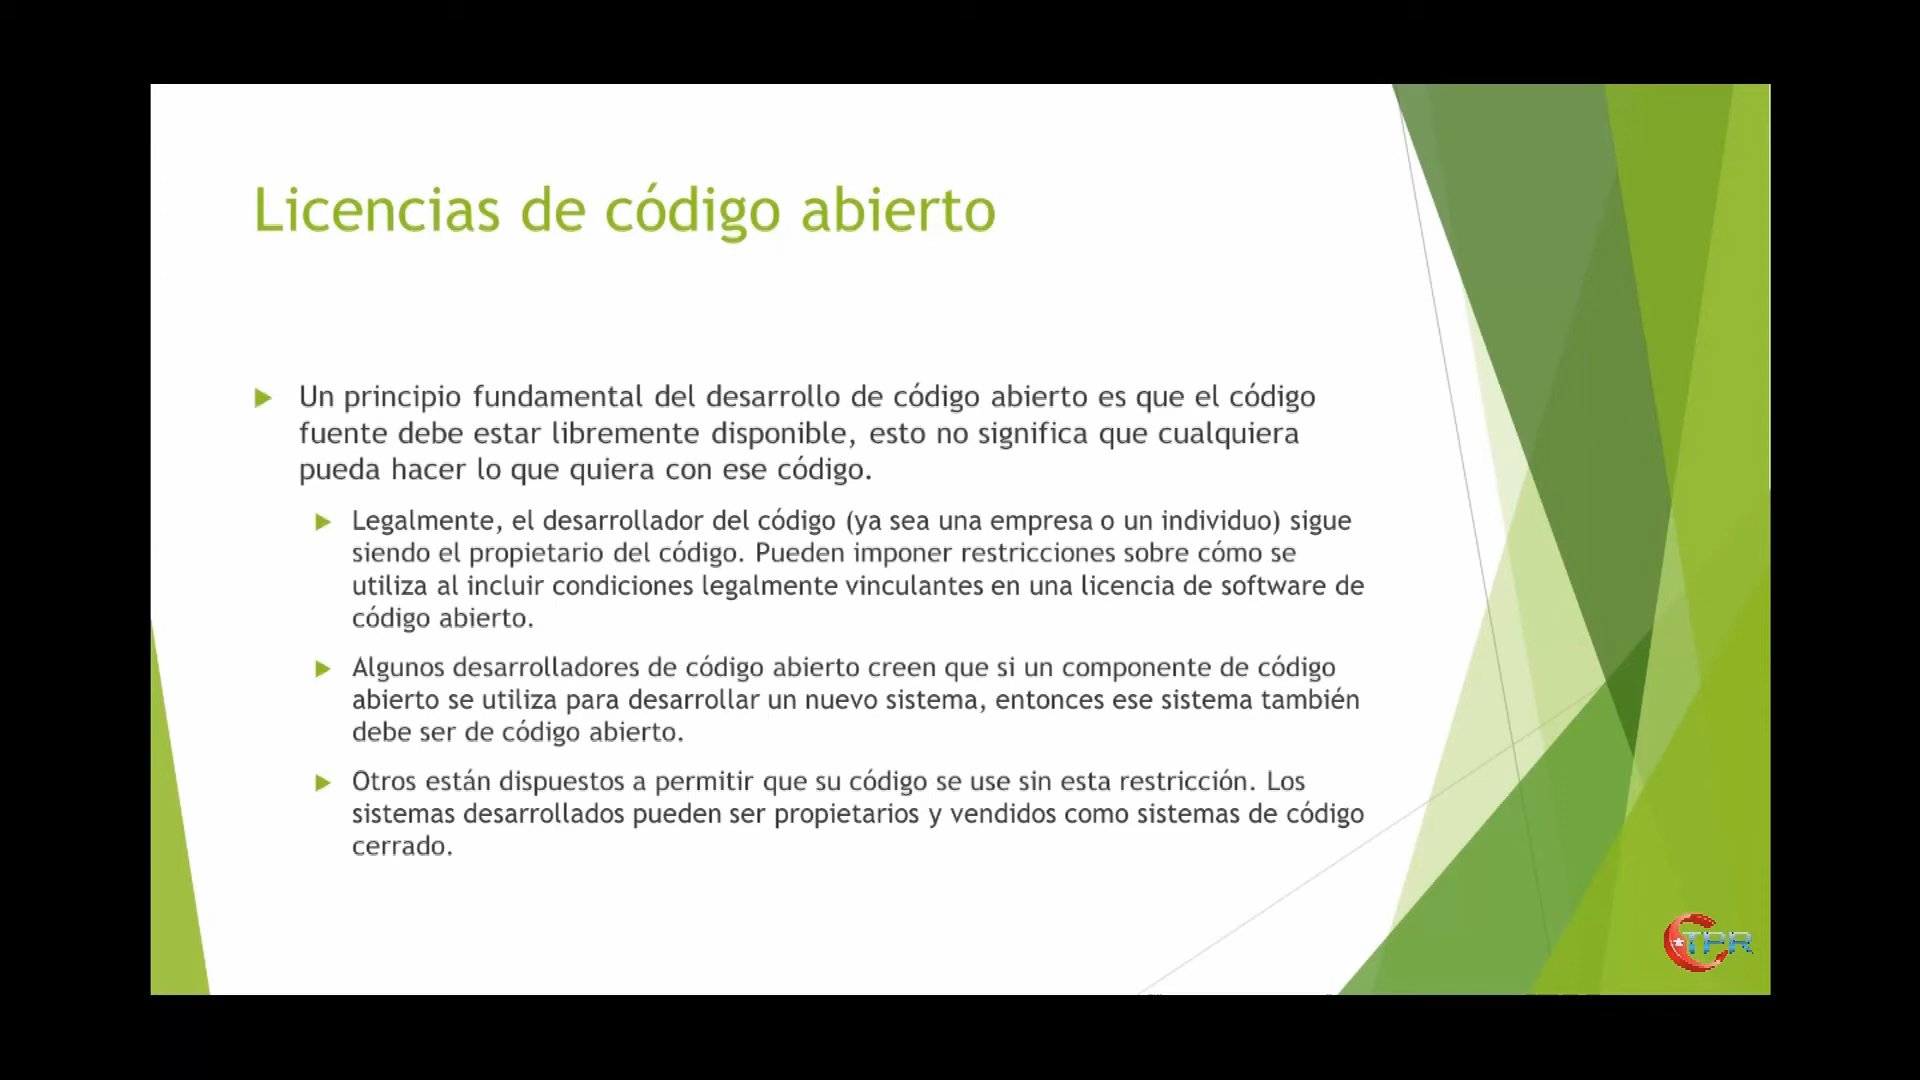 Licencias de código abierto
Un principio fundamental del desarrollo de código abierto es que el código
fuente debe estar libremente disponible, esto no significa que cualquiera
pueda hacer lo que quiera con ese código.
Legalmente, el desarrollador del código (ya sea una empresa o un individuo) sigue
siendo el propietario del código. Pueden imponer restricciones sobre cómo se
utiliza al incluir condiciones legalmente vinculantes en una licencia de software de
código abierto.
Algunos desarrolladores de código abierto creen que si un componente de código
abierto se utiliza para desarrollar un nuevo sistema, entonces ese sistema también
debe ser de código abierto.
Otros están dispuestos a permitir que su código se use sin esta restricción. Los
sistemas desarrollados pueden ser propietarios y vendidos como sistemas de código
cerrado.
CTPR